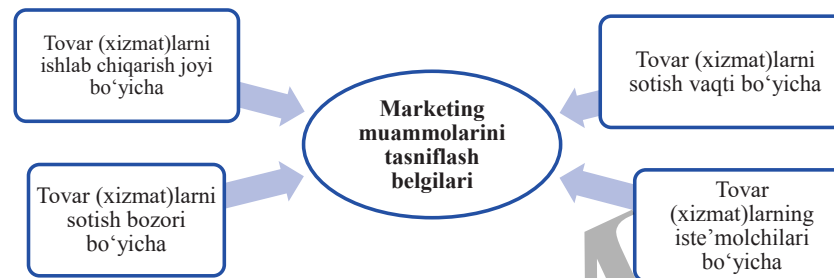 Tovar (xizmat)larni
ishlab chiqarish joyi
bo‘yicha
Tovar (xizmat)larni
sotish vaqti bo‘yicha
Marketing
muammolarini
tasniflash
belgilari
Tovar (xizmat)larni
sotish bozori
bo‘yicha
Tovar
(xizmat)larning
iste’molchilari
bo‘yicha